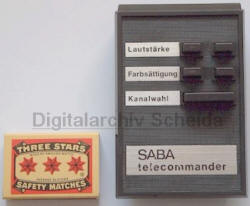 Lautstärke
Farbsättigung
Kanalwahl
Digitalarchiv Scheida
THREE STARS
SAFETY MATCHES
SABA
telecommander